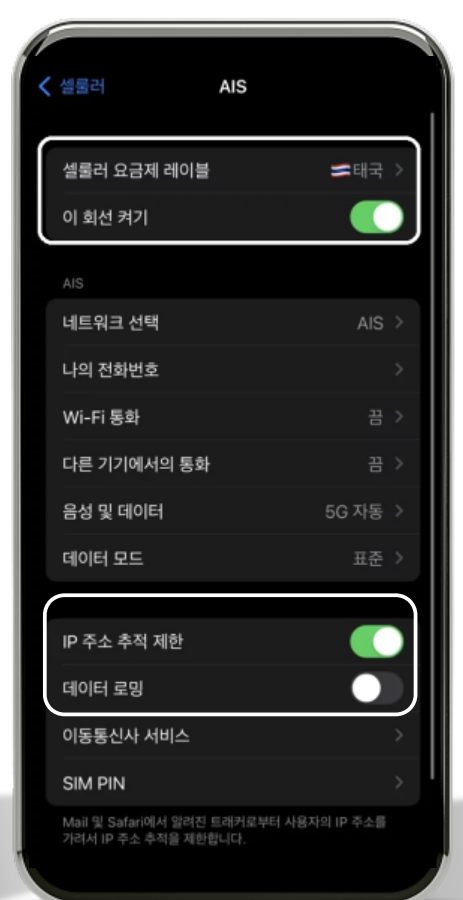 셀룰러 AIS
셀룰러 요금제 레이블 🇹🇭태국
이 회선 켜기
AIS
네트워크 선택 AIS
나의 전화번호
Wi-Fi 통화 끔
다른 기기에서의 통화 끔
음성 및 데이터 5G 자동
데이터 모드 표준
IP 주소 추적 제한
데이터 로밍
이동통신사 서비스
SIM PIN
Mail 및 Safari에서 알려진 트래커로부터 사용자의 IP 주소를
가려서 IP 주소 추적을 제한합니다.